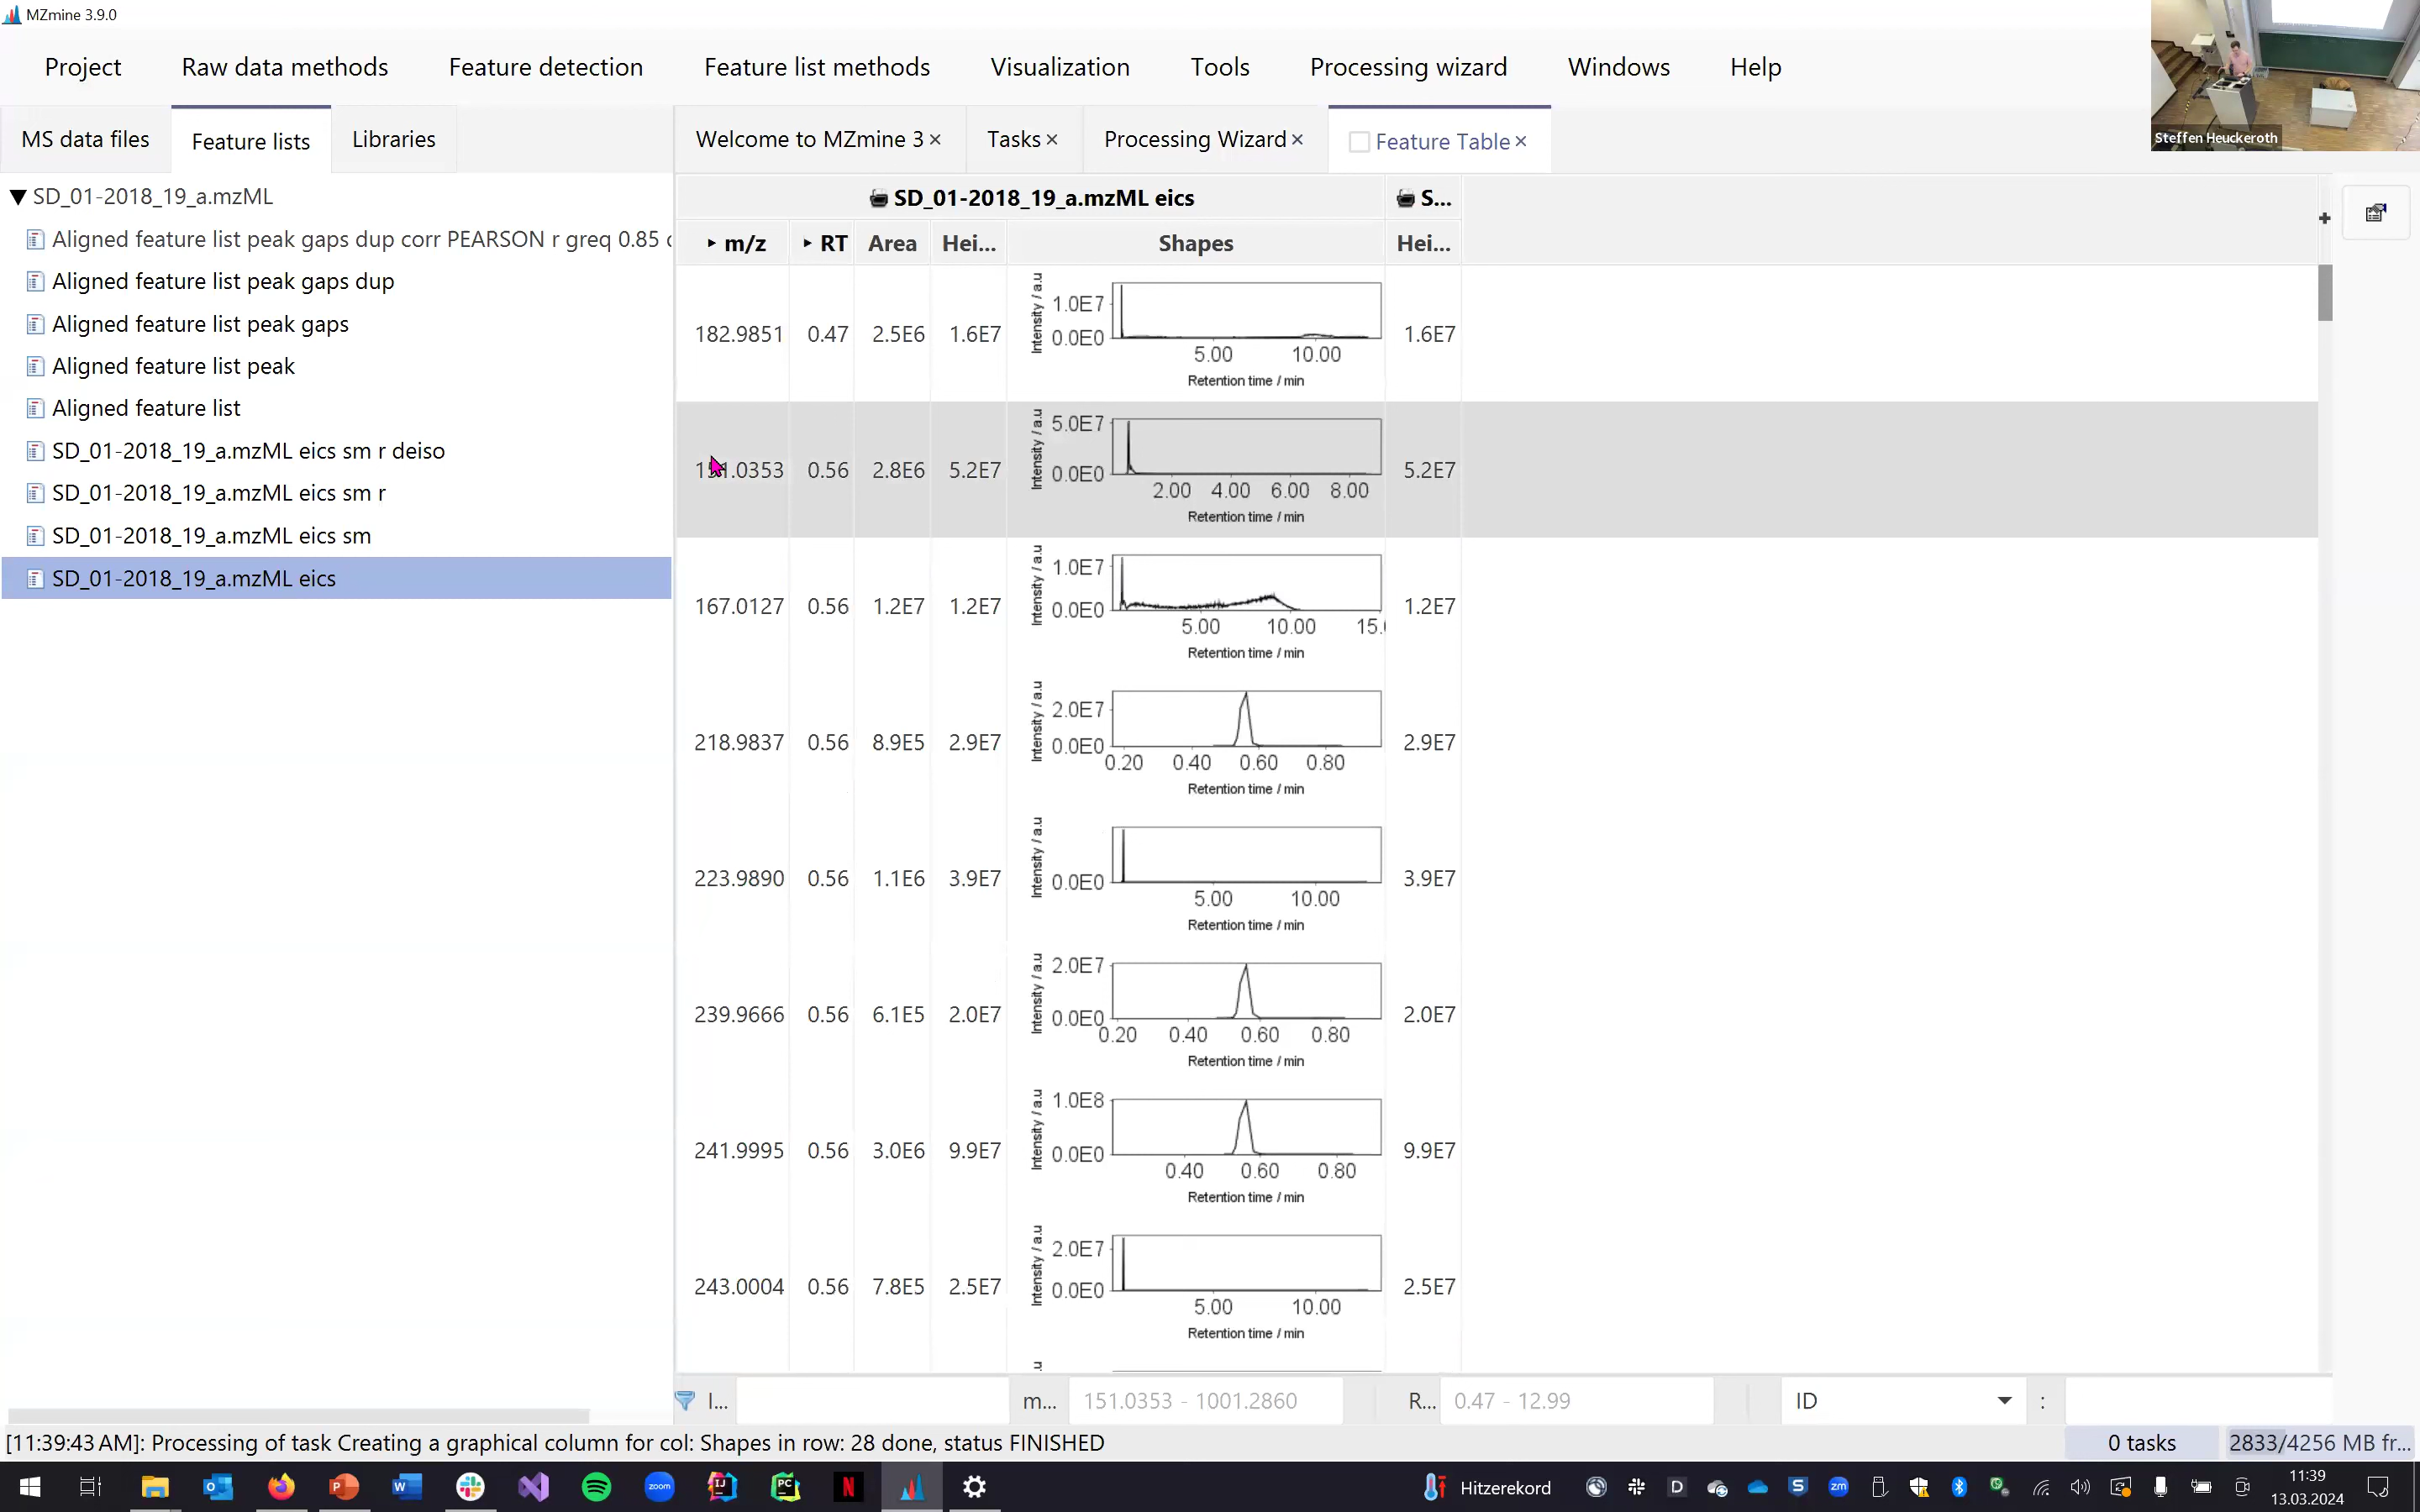 MZmine 3.9.0
Project Raw data methods Feature detection Feature list methods Visualization Tools Processing wizard Windows Help
Steffen Heuckeroth
MS data files Feature lists Libraries
Welcome to MZmine 3 × Tasks × Processing Wizard × Feature Table ×
SD_01-2018_19_a.mzML
Aligned feature list peak gaps dup corr PEARSON r greq 0.85
Aligned feature list peak gaps dup
Aligned feature list peak gaps
Aligned feature list peak
Aligned feature list
SD_01-2018_19_a.mzML eics sm r deiso
SD_01-2018_19_a.mzML eics sm r
SD_01-2018_19_a.mzML eics sm
SD_01-2018_19_a.mzML eics
SD_01-2018_19_a.mzML eics S...
m/z RT Area Hei... Shapes Hei...
182.9851 0.47 2.5E6 1.6E7 1.6E7
Intensity / a.u
1.0E7
0.0E0
5.00 10.00
Retention time / min
0.56 2.8E6 5.2E7 5.2E7
Intensity / a.u
5.0E7
0.0E0
2.00 4.00 6.00 8.00
Retention time / min
167.0127 0.56 1.2E7 1.2E7 1.2E7
Intensity / a.u
1.0E7
0.0E0
5.00 10.00 15.
Retention time / min
218.9837 0.56 8.9E5 2.9E7 2.9E7
Intensity / a.u
2.0E7
0.0E0
0.20 0.40 0.60 0.80
Retention time / min
223.9890 0.56 1.1E6 3.9E7 3.9E7
Intensity / a.u
0.0E0
5.00 10.00
Retention time / min
239.9666 0.56 6.1E5 2.0E7 2.0E7
Intensity / a.u
2.0E7
0.0E0
0.20 0.40 0.60 0.80
Retention time / min
241.9995 0.56 3.0E6 9.9E7 9.9E7
Intensity / a.u
1.0E8
0.0E0
0.40 0.60 0.80
Retention time / min
243.0004 0.56 7.8E5 2.5E7 2.5E7
Intensity / a.u
2.0E7
0.0E0
5.00 10.00
Retention time / min
.u
I... m... 151.0353 - 1001.2860 R... 0.47 - 12.99 ID :
[11:39:43 AM]: Processing of task Creating a graphical column for col: Shapes in row: 28 done, status FINISHED 0 tasks 2833/4256 MB fr...
Hitzerekord
11:39
13.03.2024